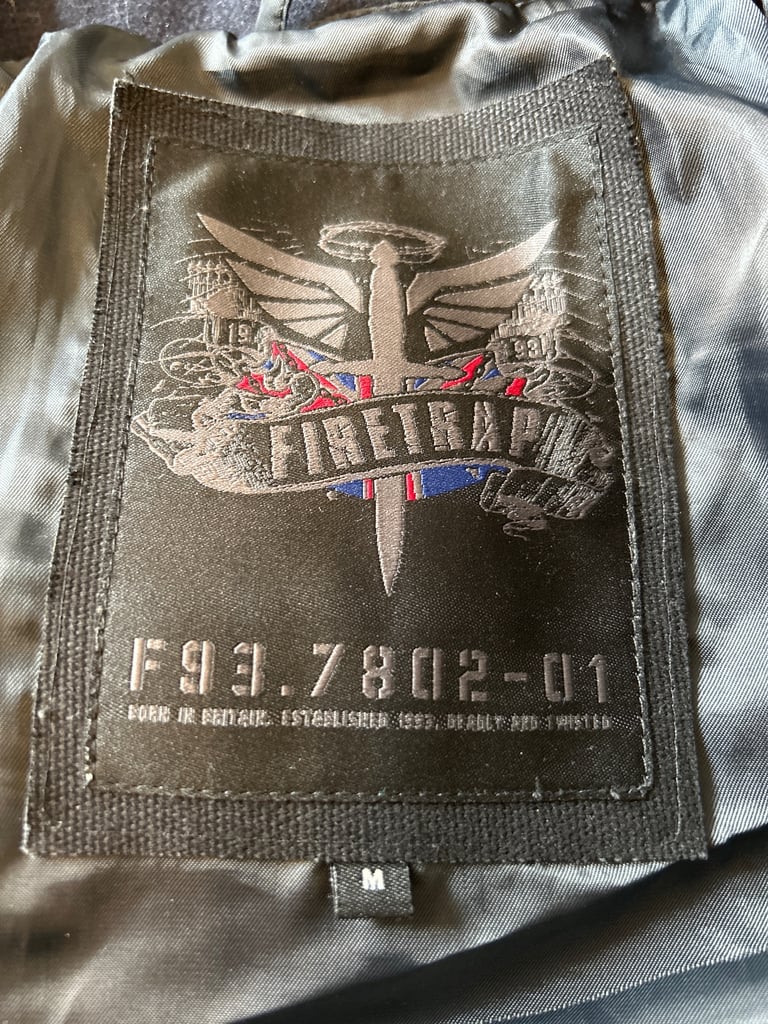 19
93
FIRETRAP
F93.7802-01
BORN IN BRITAIN. ESTABLISHED 1993. DEADLY AND TWISTED
M